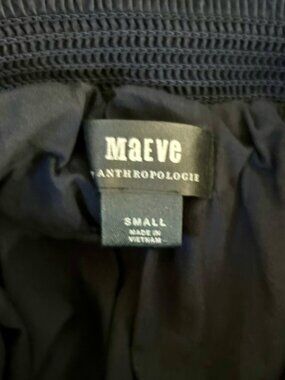 MaEve
ANTHROPOLOGIE
SMALL
MADE IN
VIETNAM